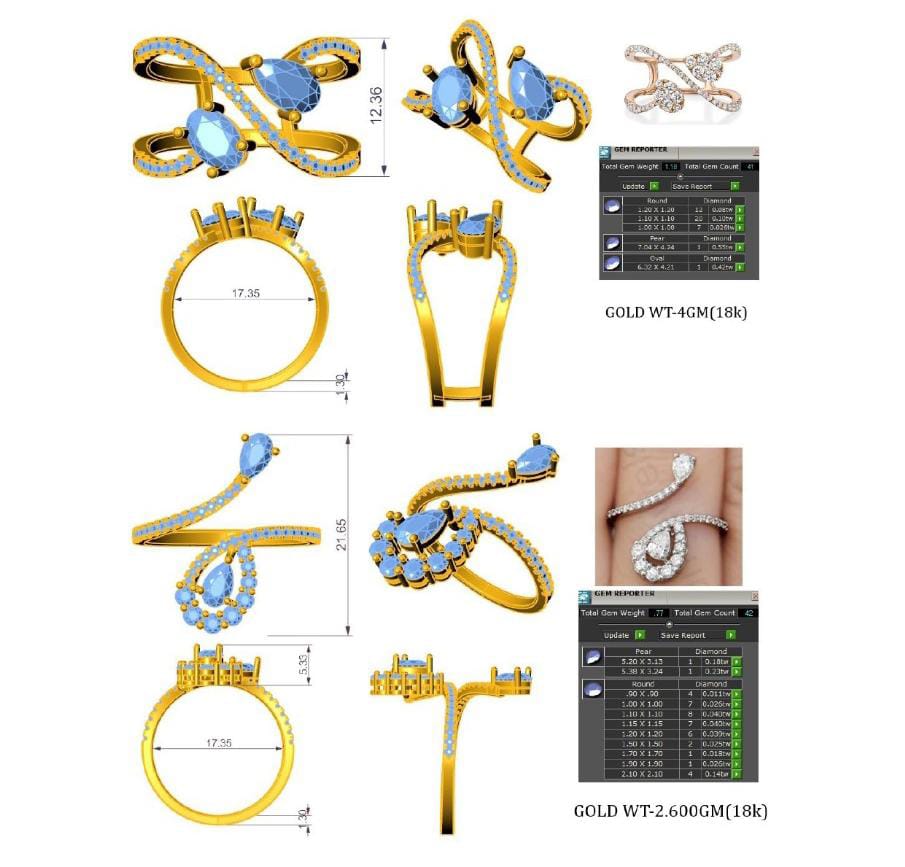 12.36
GEM REPORTER
Total Gem Weight 1.18 Total Gem Count 41
Update Save Report
Round Diamond
1.20 X 1.20 12 0.08tw
1.10 X 1.10 20 0.10tw
1.00 X 1.00 7 0.026tw
Pear Diamond
7.04 X 4.24 1 0.55tw
Oval Diamond
6.32 X 4.21 1 0.42tw
17.35
1.30
GOLD WT-4GM(18k)
21.65
GEM REPORTER
Total Gem Weight .77 Total Gem Count 42
Update Save Report
Pear Diamond
5.20 X 3.13 1 0.18tw
5.38 X 3.24 1 0.23tw
Round Diamond
.90 X .90 4 0.011tw
1.00 X 1.00 7 0.026tw
1.10 X 1.10 8 0.040tw
1.15 X 1.15 7 0.040tw
1.20 X 1.20 6 0.039tw
1.50 X 1.50 2 0.025tw
1.70 X 1.70 1 0.018tw
1.90 X 1.90 1 0.026tw
2.10 X 2.10 4 0.14tw
5.33
17.35
1.30
GOLD WT-2.600GM(18k)